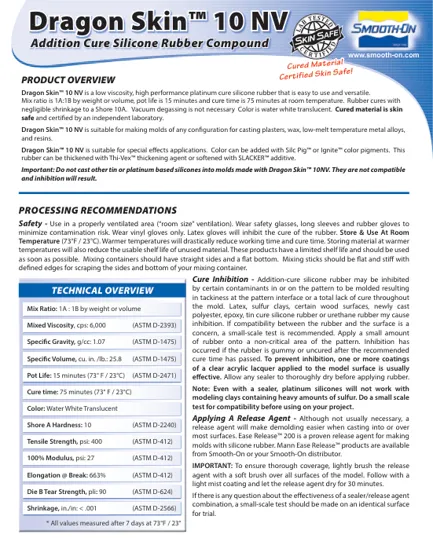 Dragon Skin™ 10 NV
Addition Cure Silicone Rubber Compound
SKIN SAFE
Cured Material
Certified Skin Safe!
SMOOTH-ON
www.smooth-on.com
PRODUCT OVERVIEW
Dragon Skin™ 10 NV is a low viscosity, high performance platinum cure silicone rubber that is easy to use and versatile.
Mix ratio is 1A:1B by weight or volume, pot life is 15 minutes and cure time is 75 minutes at room temperature. Rubber cures with
negligible shrinkage to a Shore 10A. Vacuum degassing is not necessary Color is water white translucent. Cured material is skin
safe and certified by an independent laboratory.
Dragon Skin™ 10 NV is suitable for making molds of any configuration for casting plasters, wax, low-melt temperature metal alloys,
and resins.
Dragon Skin™ 10 NV is suitable for special effects applications. Color can be added with Silc Pig™ or Ignite™ color pigments. This
rubber can be thickened with Thi-Vex™ thickening agent or softened with SLACKER™ additive.
Important: Do not cast other tin or platinum based silicones into molds made with Dragon Skin™ 10NV. They are not compatible
and inhibition will result.
PROCESSING RECOMMENDATIONS
Safety - Use in a properly ventilated area ("room size" ventilation). Wear safety glasses, long sleeves and rubber gloves to
minimize contamination risk. Wear vinyl gloves only. Latex gloves will inhibit the cure of the rubber. Store & Use At Room
Temperature (73°F / 23°C). Warmer temperatures will drastically reduce working time and cure time. Storing material at warmer
temperatures will also reduce the usable shelf life of unused material. These products have a limited shelf life and should be used
as soon as possible. Mixing containers should have straight sides and a flat bottom. Mixing sticks should be flat and stiff with
defined edges for scraping the sides and bottom of your mixing container.
TECHNICAL OVERVIEW
Mix Ratio: 1A : 1B by weight or volume
Mixed Viscosity, cps: 6,000 (ASTM D-2393)
Specific Gravity, g/cc: 1.07 (ASTM D-1475)
Specific Volume, cu. in. /lb.: 25.8 (ASTM D-1475)
Pot Life: 15 minutes (73° F / 23°C) (ASTM D-2471)
Cure time: 75 minutes (73° F / 23°C)
Color: Water White Translucent
Shore A Hardness: 10 (ASTM D-2240)
Tensile Strength, psi: 400 (ASTM D-412)
100% Modulus, psi: 27 (ASTM D-412)
Elongation @ Break: 663% (ASTM D-412)
Die B Tear Strength, pli: 90 (ASTM D-624)
Shrinkage, in./in: < .001 (ASTM D-2566)
* All values measured after 7 days at 73°F / 23°
Cure Inhibition - Addition-cure silicone rubber may be inhibited
by certain contaminants in or on the pattern to be molded resulting
in tackiness at the pattern interface or a total lack of cure throughout
the mold. Latex, sulfur clays, certain wood surfaces, newly cast
polyester, epoxy, tin cure silicone rubber or urethane rubber my cause
inhibition. If compatibility between the rubber and the surface is a
concern, a small-scale test is recommended. Apply a small amount
of rubber onto a non-critical area of the pattern. Inhibition has
occurred if the rubber is gummy or uncured after the recommended
cure time has passed. To prevent inhibition, one or more coatings
of a clear acrylic lacquer applied to the model surface is usually
effective. Allow any sealer to thoroughly dry before applying rubber.
Note: Even with a sealer, platinum silicones will not work with
modeling clays containing heavy amounts of sulfur. Do a small scale
test for compatibility before using on your project.
Applying A Release Agent - Although not usually necessary, a
release agent will make demolding easier when casting into or over
most surfaces. Ease Release™ 200 is a proven release agent for making
molds with silicone rubber. Mann Ease Release™ products are available
from Smooth-On or your Smooth-On distributor.
IMPORTANT: To ensure thorough coverage, lightly brush the release
agent with a soft brush over all surfaces of the model. Follow with a
light mist coating and let the release agent dry for 30 minutes.
If there is any question about the effectiveness of a sealer/release agent
combination, a small-scale test should be made on an identical surface
for trial.